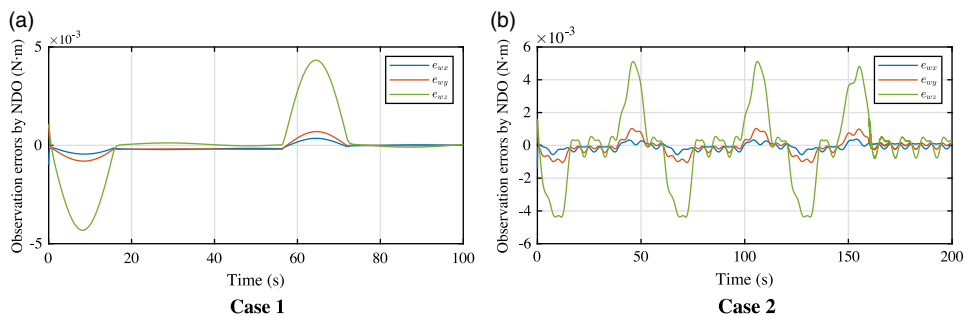 (a)
×10⁻³
5
0
-5
Observation errors by NDO (N·m)
e_wx
e_wy
e_wz
0 20 40 60 80 100
Time (s)
Case 1
(b)
×10⁻³
6
4
2
0
-2
-4
-6
Observation errors by NDO (N·m)
e_wx
e_wy
e_wz
0 50 100 150 200
Time (s)
Case 2